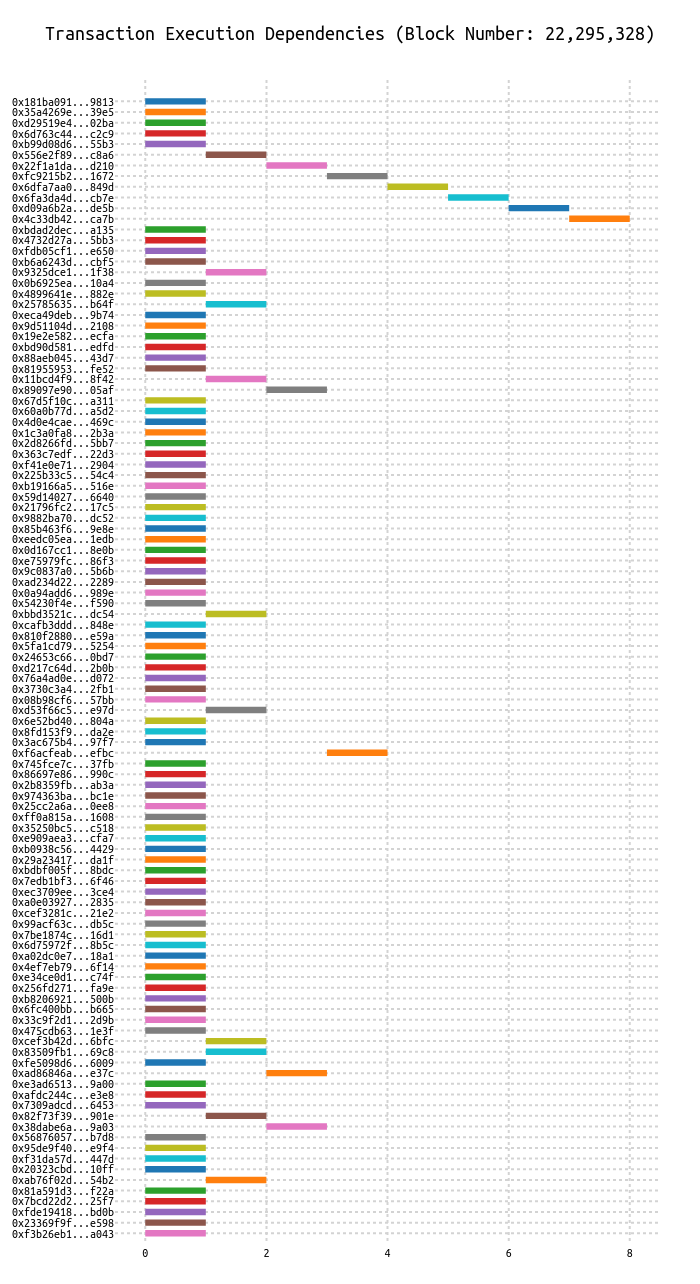 Transaction Execution Dependencies (Block Number: 22,295,328)
0x181ba091...9813
0x35a4269e...39e5
0xd29519e4...02ba
0x6d763c44...c2c9
0xb99d08d6...55b3
0x556e2f89...c8a6
0x22f1a1da...d210
0xfc9215b2...1672
0x6dfa7aa0...849d
0x6fa3da4d...cb7e
0xd09a6b2a...de5b
0x4c33db42...ca7b
0xbdad2dec...a135
0x4732d27a...5bb3
0xfdb05cf1...e650
0xb6a6243d...cbf5
0x9325dce1...1f38
0x0b6925ea...10a4
0x4899641e...882e
0x25785635...b64f
0xeca49deb...9b74
0x9d51104d...2108
0x19e2e582...ecfa
0xbd90d581...edfd
0x88aeb045...43d7
0x81955953...fe52
0x11bcd4f9...8f42
0x89097e90...05af
0x67d5f10c...a311
0x60a0b77d...a5d2
0x4d0e4cae...469c
0x1c3a0fa8...2b3a
0x2d8266fd...5bb7
0x363c7edf...22d3
0xf41e0e71...2904
0x225b33c5...54c4
0xb19166a5...516e
0x59d14027...6640
0x21796fc2...17c5
0x9882ba70...dc52
0x85b463f6...9e8e
0xeedc05ea...1edb
0x0d167cc1...8e0b
0xe75979fc...86f3
0x9c0837a0...5b6b
0xad234d22...2289
0x0a94add6...989e
0x54230f4e...f590
0xbbd3521c...dc54
0xcafb3ddd...848e
0x810f2880...e59a
0x5fa1cd79...5254
0x24653c66...0bd7
0xd217c64d...2b0b
0x76a4ad0e...d072
0x3730c3a4...2fb1
0x08b98cf6...57bb
0xd53f66c5...e97d
0x6e52bd40...804a
0x8fd153f9...da2e
0x3ac675b4...97f7
0xf6acfeab...efbc
0x745fce7c...37fb
0x86697e86...990c
0x2b8359fb...ab3a
0x974363ba...bc1e
0x25cc2a6a...0ee8
0xff0a815a...1608
0x35250bc5...c518
0xe909aea3...cfa7
0xb0938c56...4429
0x29a23417...da1f
0xbdbf005f...8bdc
0x7edb1bf3...6f46
0xec3709ee...3ce4
0xa0e03927...2835
0xcef3281c...21e2
0x99acf63c...db5c
0x7be1874c...16d1
0x6d75972f...8b5c
0xa02dc0e7...18a1
0x4ef7eb79...6f14
0xe34ce0d1...c74f
0x256fd271...fa9e
0xb8206921...500b
0x6fc400bb...b665
0x33c9f2d1...2d9b
0x475cdb63...1e3f
0xcef3b42d...6bfc
0x83509fb1...69c8
0xfe5098d6...6009
0xad86846a...e37c
0xe3ad6513...9a00
0xafdc244c...e3e8
0x7309adcd...6453
0x82f73f39...901e
0x38dabe6a...9a03
0x56876057...b7d8
0x95de9f40...e9f4
0xf31da57d...447d
0x20323cbd...10ff
0xab76f02d...54b2
0x81a591d3...f22a
0x7bcd22d2...25f7
0xfde19418...bd0b
0x23369f9f...e598
0xf3b26eb1...a043
0 2 4 6 8